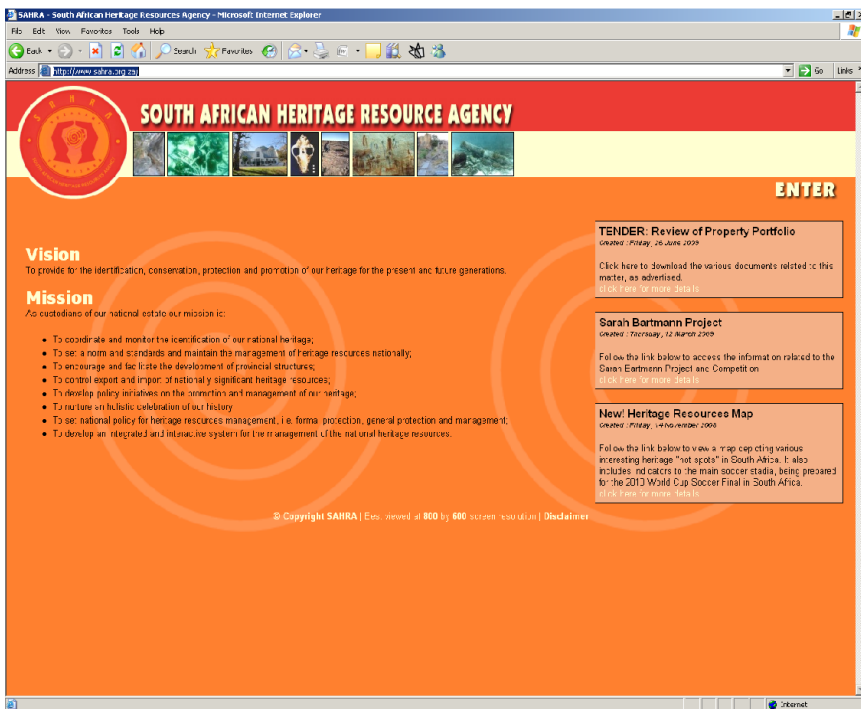 SAHRA - South African Heritage Resources Agency - Microsoft Internet Explorer
File Edit View Favorites Tools Help
Back Search Favorites
Address http://www.sahra.org.za/ Go Links
SAHRA
SOUTH AFRICAN HERITAGE RESOURCE AGENCY
ENTER
Vision
To provide for the identification, conservation, protection and promotion of our heritage for the present and future generations.
Mission
As custodians of our national estate our mission is:
To coordinate and monitor the identification of our national heritage;
To set a norm and standards and maintain the management of heritage resources nationally;
To encourage and facilitate the development of provincial structures;
To control export and import of nationally significant heritage resources;
To develop policy initiatives on the promotion and management of our heritage;
To nurture an holistic celebration of our history
To set national policy for heritage resources management, i.e. formal protection, general protection and management;
To develop an integrated and interactive system for the management of the national heritage resources.
TENDER: Review of Property Portfolio
Created : Friday, 26 June 2009
Click here to download the various documents related to this
matter, as advertised.
click here for more details
Sarah Bartmann Project
Created : Thursday, 12 March 2009
Follow the link below to access the information related to the
Sarah Bartmann Project and Competition
click here for more details
New! Heritage Resources Map
Created : Friday, 14 November 2008
Follow the link below to view a map depicting various
interesting heritage "hot spots" in South Africa. It also
includes indicators to the main soccer stadia, being prepared
for the 2010 World Cup Soccer Final in South Africa.
click here for more details
© Copyright SAHRA | Best viewed at 800 by 600 screen resolution | Disclaimer
Internet